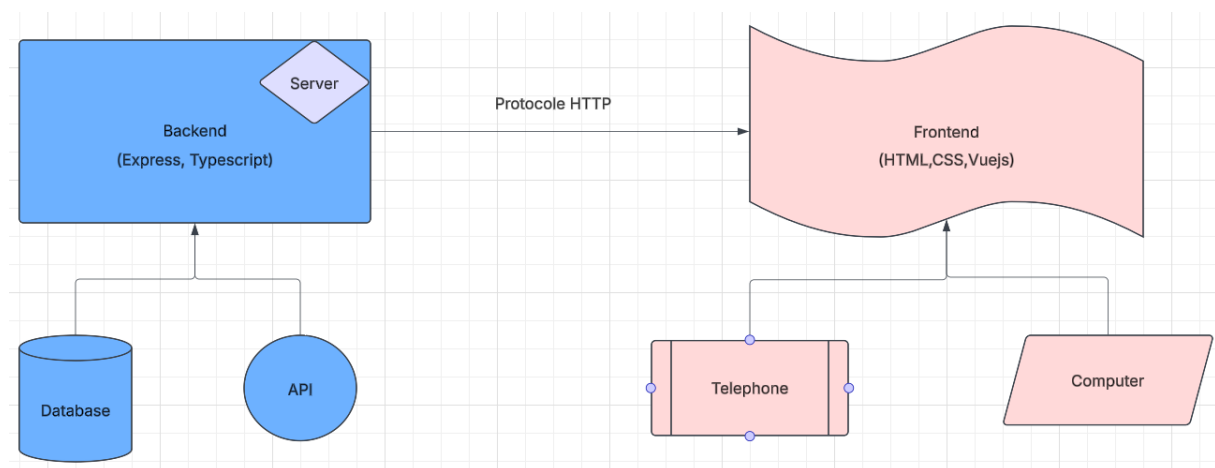 Server
Backend
(Express, Typescript)
Protocole HTTP
Frontend
(HTML,CSS,Vuejs)
Database
API
Telephone
Computer